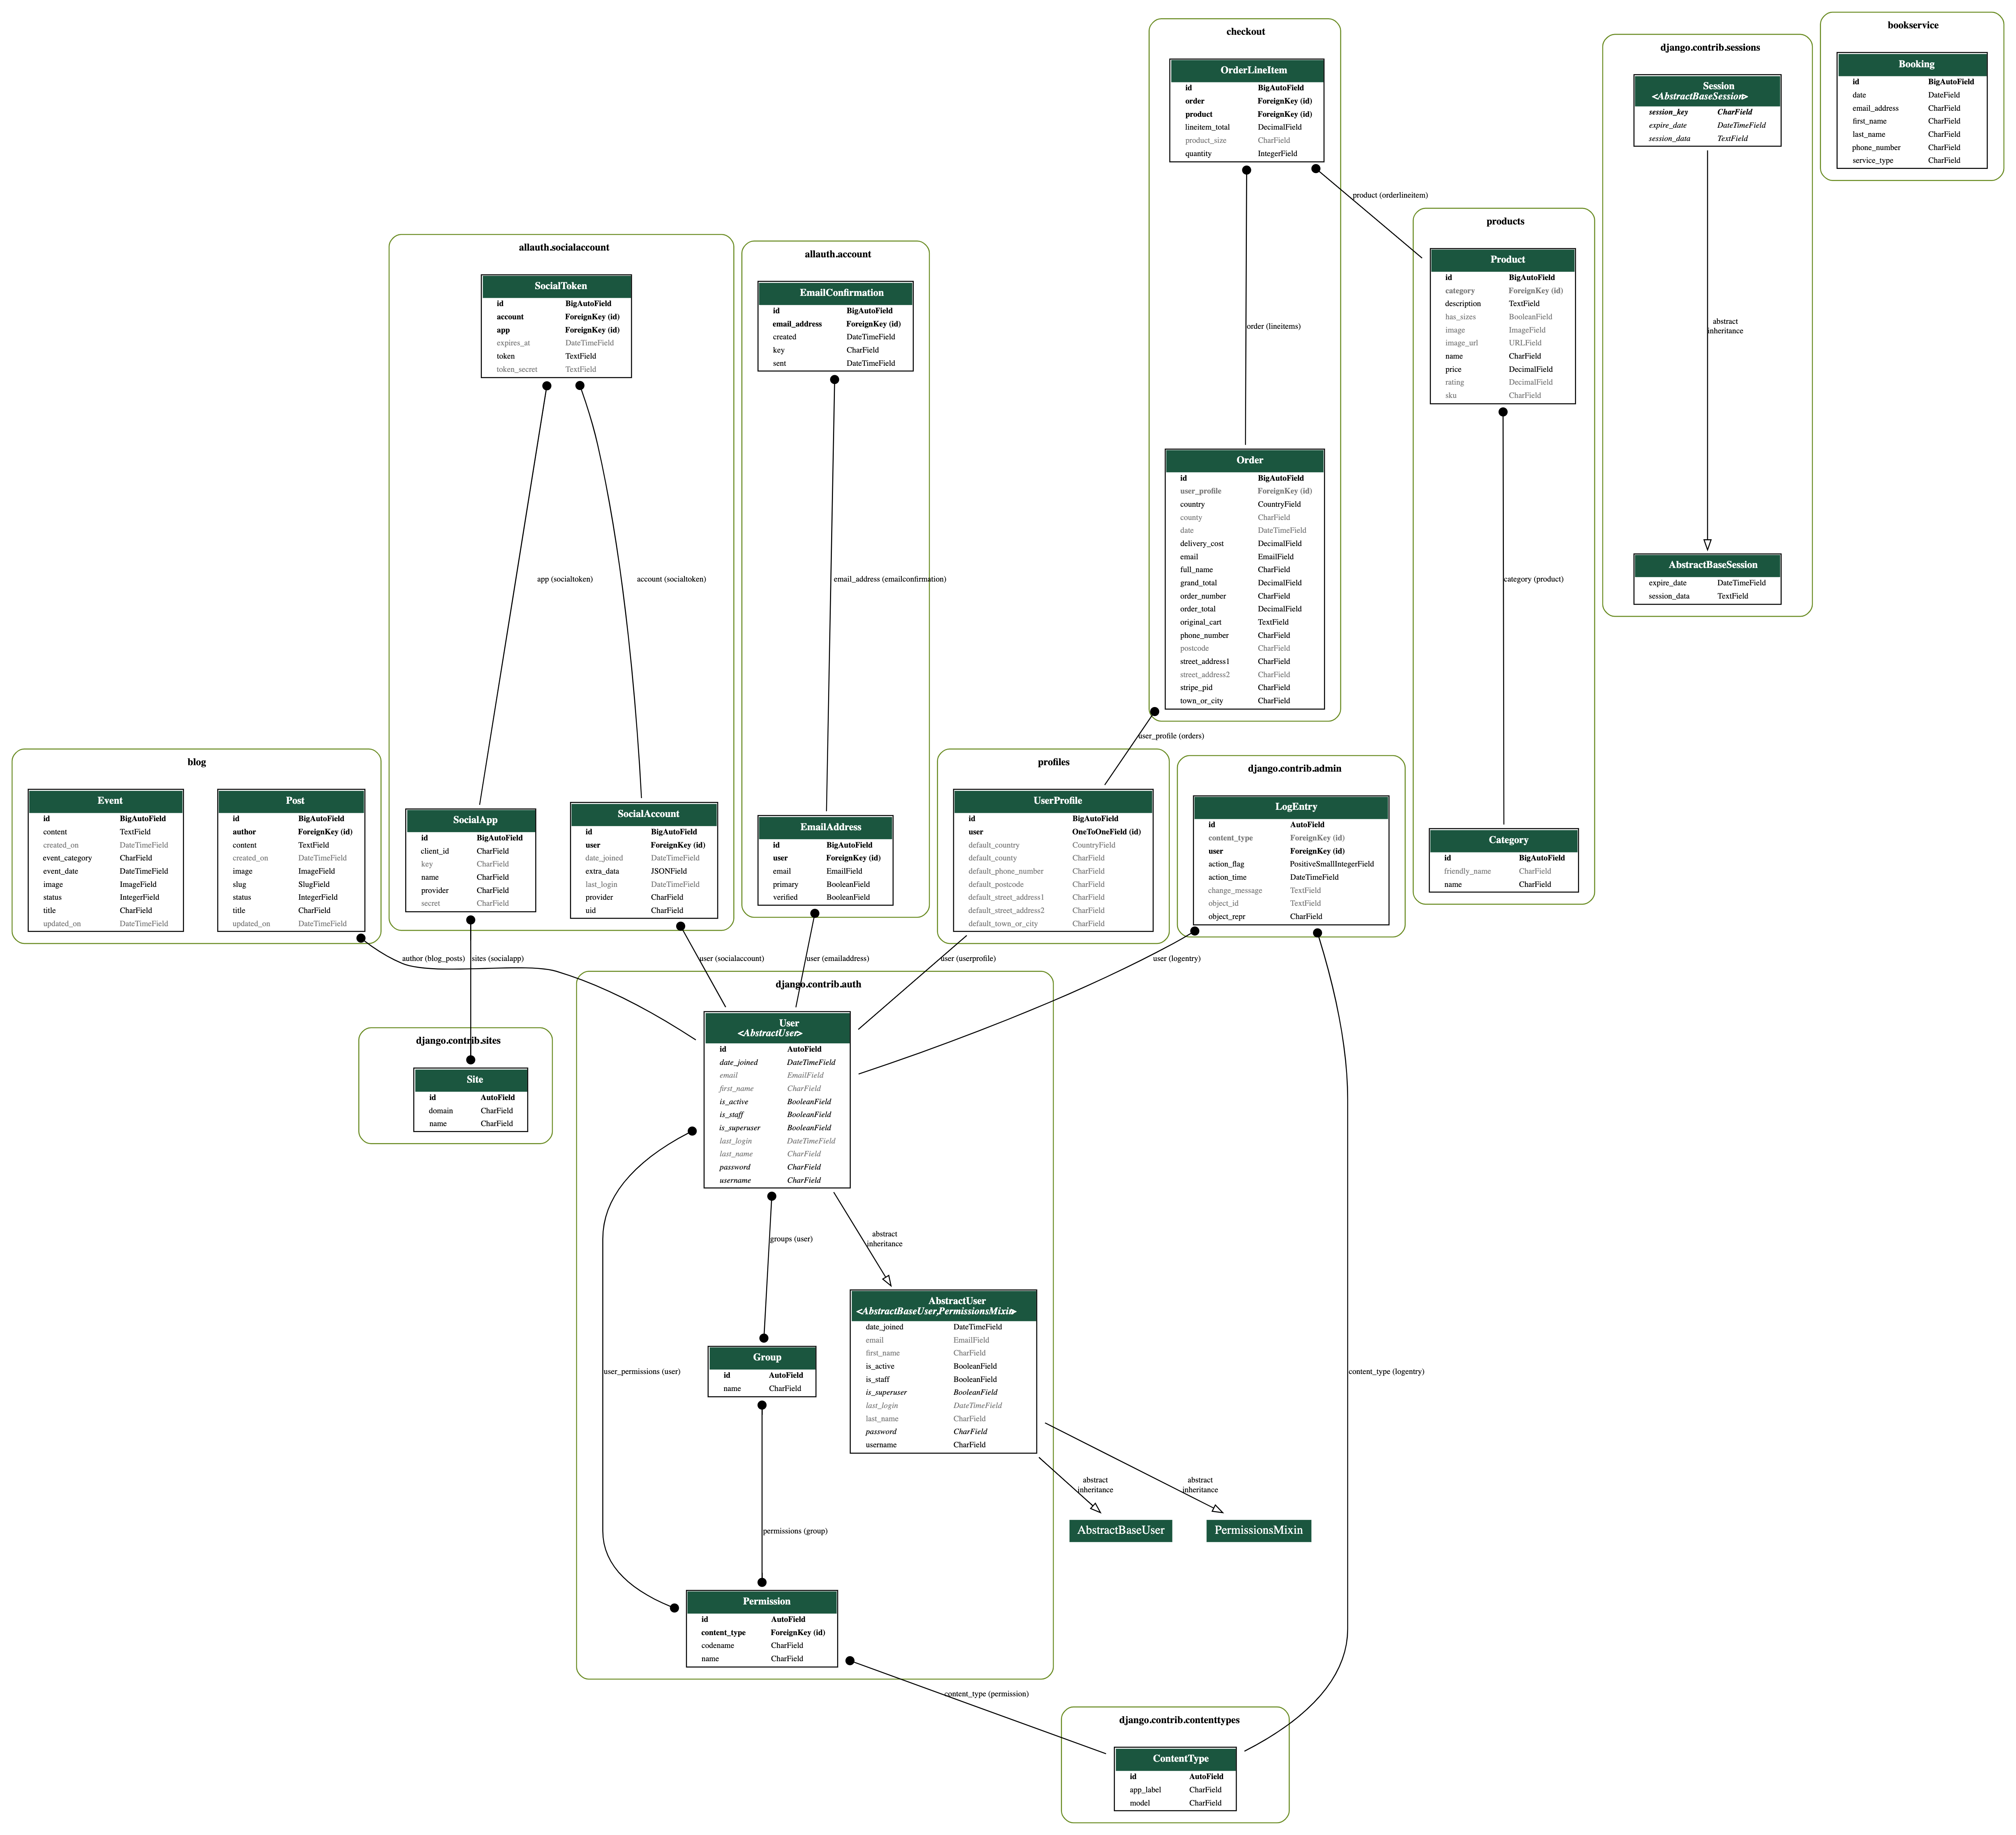 bookservice
Booking
id BigAutoField
date DateField
email_address CharField
first_name CharField
last_name CharField
phone_number CharField
service_type CharField
checkout
OrderLineItem
id BigAutoField
order ForeignKey (id)
product ForeignKey (id)
lineitem_total DecimalField
product_size CharField
quantity IntegerField
django.contrib.sessions
Session
<AbstractBaseSession>
session_key CharField
expire_date DateTimeField
session_data TextField
product (orderlineitem)
products
Product
id BigAutoField
category ForeignKey (id)
description TextField
has_sizes BooleanField
image ImageField
image_url URLField
name CharField
price DecimalField
rating DecimalField
sku CharField
allauth.socialaccount
SocialToken
id BigAutoField
account ForeignKey (id)
app ForeignKey (id)
expires_at DateTimeField
token TextField
token_secret TextField
allauth.account
EmailConfirmation
id BigAutoField
email_address ForeignKey (id)
created DateTimeField
key CharField
sent DateTimeField
order (lineitems)
abstract
inheritance
Order
id BigAutoField
user_profile ForeignKey (id)
country CountryField
county CharField
date DateTimeField
delivery_cost DecimalField
email EmailField
full_name CharField
grand_total DecimalField
order_number CharField
order_total DecimalField
original_cart TextField
phone_number CharField
postcode CharField
street_address1 CharField
street_address2 CharField
stripe_pid CharField
town_or_city CharField
app (socialtoken)
account (socialtoken)
email_address (emailconfirmation)
category (product)
AbstractBaseSession
expire_date DateTimeField
session_data TextField
user_profile (orders)
blog
Event
id BigAutoField
content TextField
created_on DateTimeField
event_category CharField
event_date DateTimeField
image ImageField
status IntegerField
title CharField
updated_on DateTimeField
Post
id BigAutoField
author ForeignKey (id)
content TextField
created_on DateTimeField
image ImageField
slug SlugField
status IntegerField
title CharField
updated_on DateTimeField
SocialApp
id BigAutoField
client_id CharField
key CharField
name CharField
provider CharField
secret CharField
SocialAccount
id BigAutoField
user ForeignKey (id)
date_joined DateTimeField
extra_data JSONField
last_login DateTimeField
provider CharField
uid CharField
EmailAddress
id BigAutoField
user ForeignKey (id)
email EmailField
primary BooleanField
verified BooleanField
profiles
UserProfile
id BigAutoField
user OneToOneField (id)
default_country CountryField
default_county CharField
default_phone_number CharField
default_postcode CharField
default_street_address1 CharField
default_street_address2 CharField
default_town_or_city CharField
django.contrib.admin
LogEntry
id AutoField
content_type ForeignKey (id)
user ForeignKey (id)
action_flag PositiveSmallIntegerField
action_time DateTimeField
change_message TextField
object_id TextField
object_repr CharField
Category
id BigAutoField
friendly_name CharField
name CharField
author (blog_posts)
sites (socialapp)
user (socialaccount)
user (emailaddress)
user (userprofile)
user (logentry)
django.contrib.auth
User
<AbstractUser>
id AutoField
date_joined DateTimeField
email EmailField
first_name CharField
is_active BooleanField
is_staff BooleanField
is_superuser BooleanField
last_login DateTimeField
last_name CharField
password CharField
username CharField
django.contrib.sites
Site
id AutoField
domain CharField
name CharField
groups (user)
abstract
inheritance
AbstractUser
<AbstractBaseUser,PermissionsMixin>
date_joined DateTimeField
email EmailField
first_name CharField
is_active BooleanField
is_staff BooleanField
is_superuser BooleanField
last_login DateTimeField
last_name CharField
password CharField
username CharField
Group
id AutoField
name CharField
user_permissions (user)
content_type (logentry)
abstract
inheritance
abstract
inheritance
AbstractBaseUser
PermissionsMixin
permissions (group)
Permission
id AutoField
content_type ForeignKey (id)
codename CharField
name CharField
content_type (permission)
django.contrib.contenttypes
ContentType
id AutoField
app_label CharField
model CharField